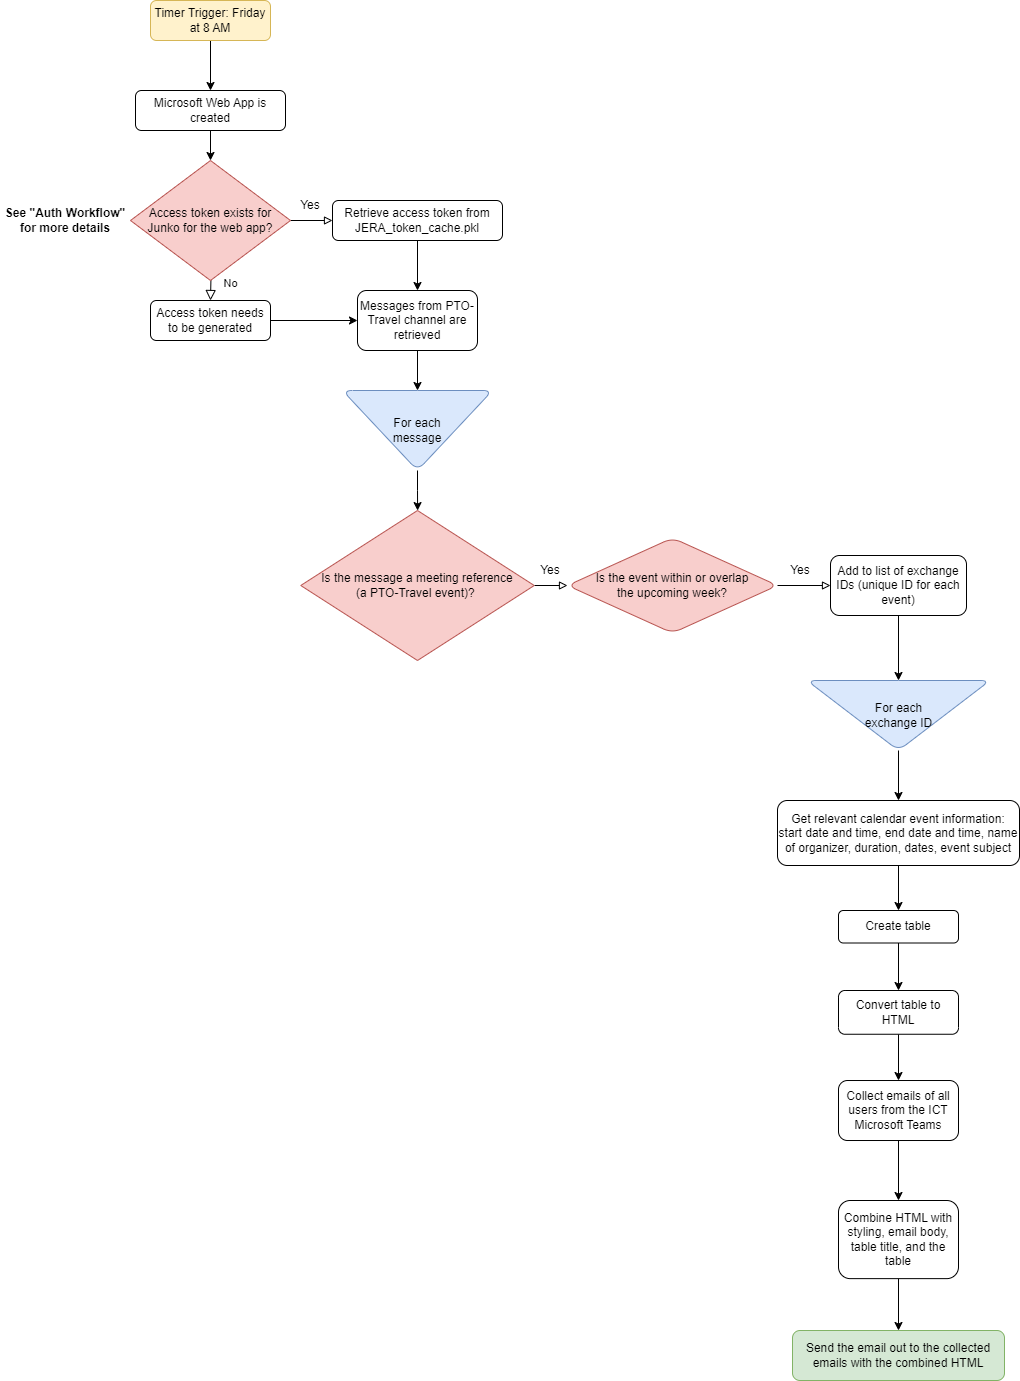 Timer Trigger: Friday
at 8 AM
Microsoft Web App is
created
See "Auth Workflow"
for more details
Access token exists for
Junko for the web app?
Yes
Retrieve access token from
JERA_token_cache.pkl
No
Access token needs
to be generated
Messages from PTO-
Travel channel are
retrieved
For each
message
Is the message a meeting reference
(a PTO-Travel event)?
Yes
Is the event within or overlap
the upcoming week?
Yes
Add to list of exchange
IDs (unique ID for each
event)
For each
exchange ID
Get relevant calendar event information:
start date and time, end date and time, name
of organizer, duration, dates, event subject
Create table
Convert table to
HTML
Collect emails of all
users from the ICT
Microsoft Teams
Combine HTML with
styling, email body,
table title, and the
table
Send the email out to the collected
emails with the combined HTML